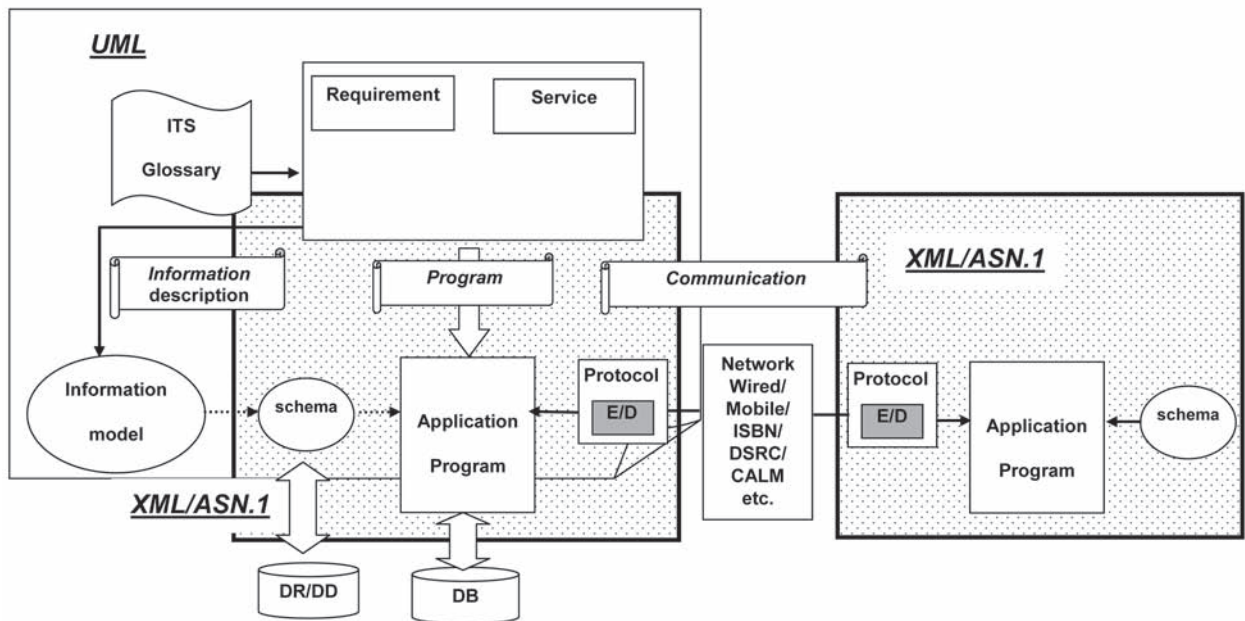 UML
Requirement
Service
ITS
Glossary
XML/ASN.1
Information
description
Program
Communication
Information
model
schema
Application
Program
Protocol
E/D
Network
Wired/
Mobile/
ISBN/
DSRC/
CALM
etc.
Protocol
E/D
Application
Program
schema
XML/ASN.1
DR/DD
DB